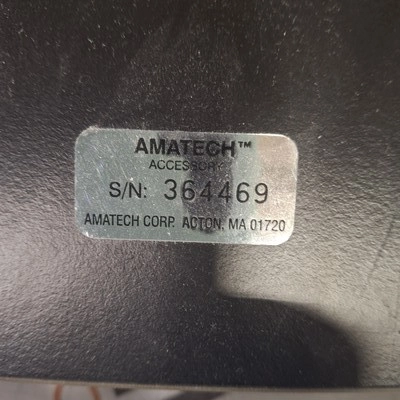 AMATECH™
ACCESSORY
S/N: 364469
AMATECH CORP. ACTON, MA 01720